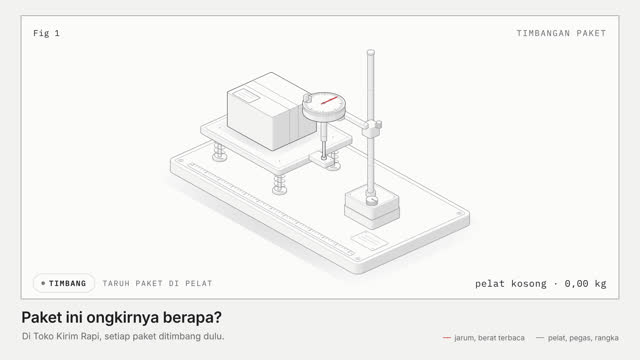 Fig 1
TIMBANGAN PAKET
TIMBANG
TARUH PAKET DI PELAT
pelat kosong · 0,00 kg
Paket ini ongkirnya berapa?
Di Toko Kirim Rapi, setiap paket ditimbang dulu.
— jarum, berat terbaca — pelat, pegas, rangka